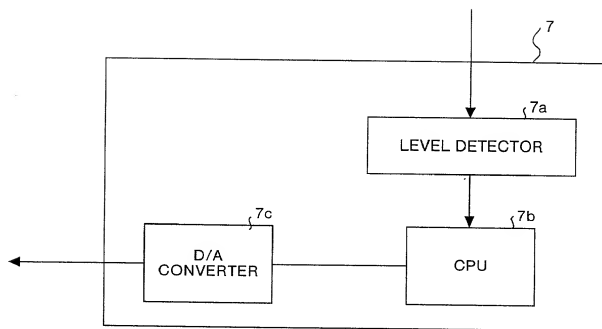 7
7a
LEVEL DETECTOR
7c
7b
D/A
CONVERTER
CPU